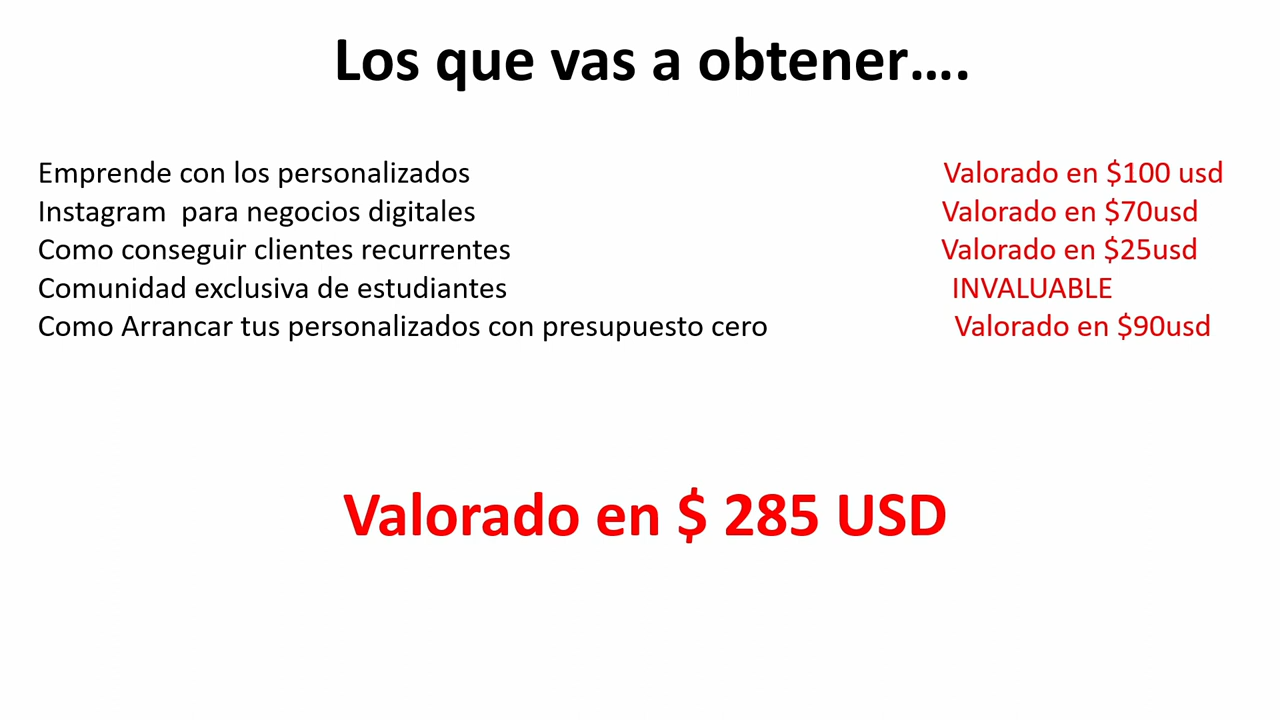 Los que vas a obtener….
Emprende con los personalizados Valorado en $100 usd
Instagram  para negocios digitales Valorado en $70usd
Como conseguir clientes recurrentes Valorado en $25usd
Comunidad exclusiva de estudiantes INVALUABLE
Como Arrancar tus personalizados con presupuesto cero Valorado en $90usd
Valorado en $ 285 USD